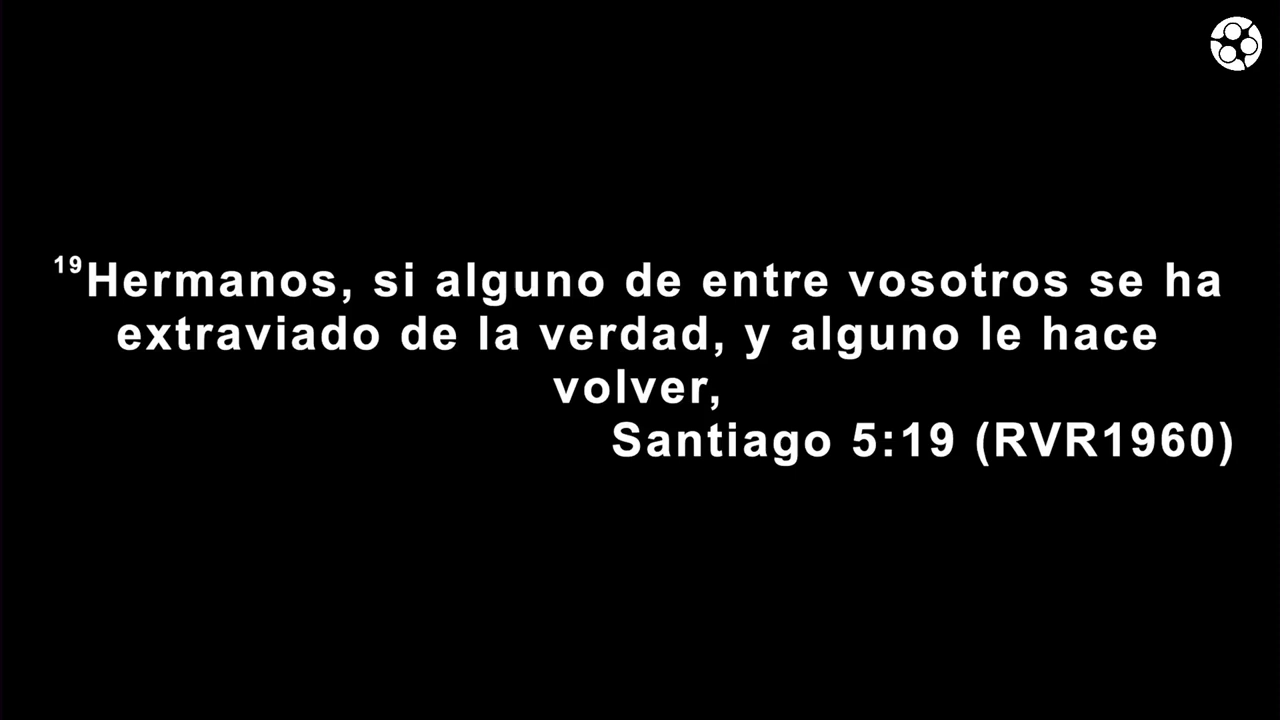 19Hermanos, si alguno de entre vosotros se ha
extraviado de la verdad, y alguno le hace
volver,
Santiago 5:19 (RVR1960)